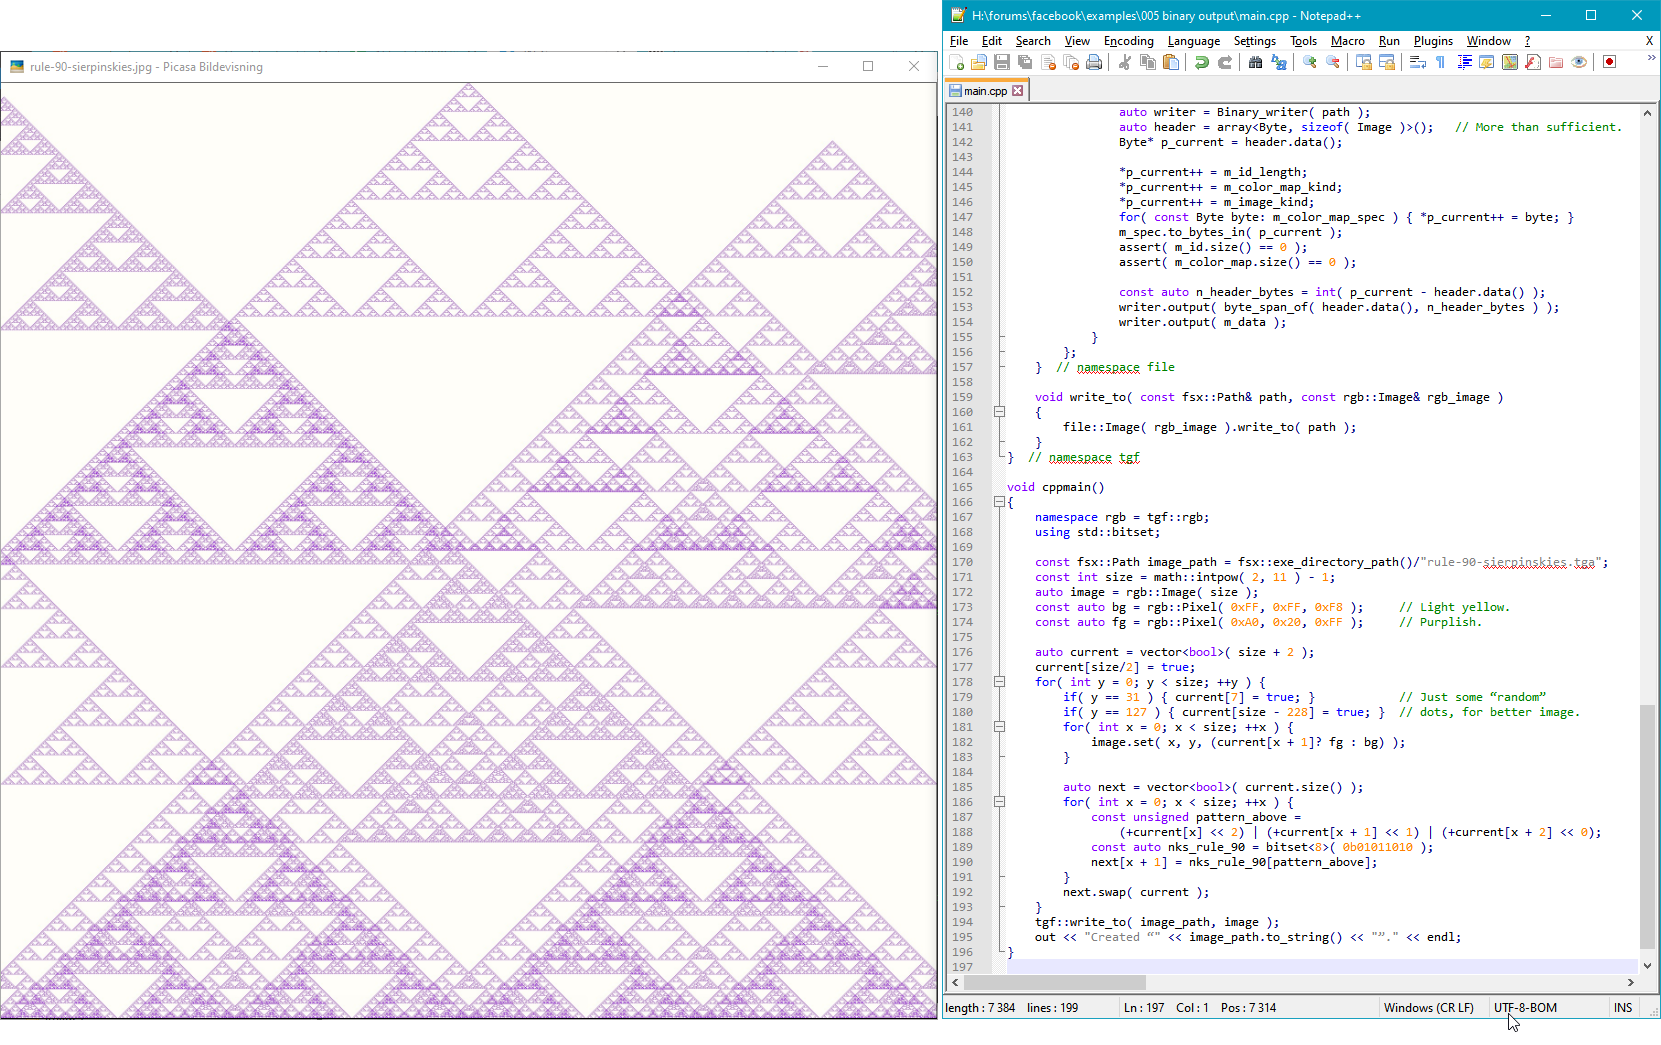 rule-90-sierpinskies.jpg - Picasa Bildevisning
H:\forums\facebook\examples\005 binary output\main.cpp - Notepad++
File Edit Search View Encoding Language Settings Tools Macro Run Plugins Window ? X
main.cpp
140 auto writer = Binary_writer( path );
141 auto header = array<Byte, sizeof( Image )>();   // More than sufficient.
142 Byte* p_current = header.data();
143
144 *p_current++ = m_id_length;
145 *p_current++ = m_color_map_kind;
146 *p_current++ = m_image_kind;
147 for( const Byte byte: m_color_map_spec ) { *p_current++ = byte; }
148 m_spec.to_bytes_in( p_current );
149 assert( m_id.size() == 0 );
150 assert( m_color_map.size() == 0 );
151
152 const auto n_header_bytes = int( p_current - header.data() );
153 writer.output( byte_span_of( header.data(), n_header_bytes ) );
154 writer.output( m_data );
155 }
156 };
157 }  // namespace file
158
159 void write_to( const fsx::Path& path, const rgb::Image& rgb_image )
160 {
161 file::Image( rgb_image ).write_to( path );
162 }
163 }  // namespace tgf
164
165 void cppmain()
166 {
167 namespace rgb = tgf::rgb;
168 using std::bitset;
169
170 const fsx::Path image_path = fsx::exe_directory_path()/"rule-90-sierpinskies.tga";
171 const int size = math::intpow( 2, 11 ) - 1;
172 auto image = rgb::Image( size );
173 const auto bg = rgb::Pixel( 0xFF, 0xFF, 0xF8 );     // Light yellow.
174 const auto fg = rgb::Pixel( 0xA0, 0x20, 0xFF );     // Purplish.
175
176 auto current = vector<bool>( size + 2 );
177 current[size/2] = true;
178 for( int y = 0; y < size; ++y ) {
179 if( y == 31 ) { current[7] = true; }            // Just some “random”
180 if( y == 127 ) { current[size - 228] = true; }  // dots, for better image.
181 for( int x = 0; x < size; ++x ) {
182 image.set( x, y, (current[x + 1]? fg : bg) );
183 }
184
185 auto next = vector<bool>( current.size() );
186 for( int x = 0; x < size; ++x ) {
187 const unsigned pattern_above =
188 (+current[x] << 2) | (+current[x + 1] << 1) | (+current[x + 2] << 0);
189 const auto nks_rule_90 = bitset<8>( 0b01011010 );
190 next[x + 1] = nks_rule_90[pattern_above];
191 }
192 next.swap( current );
193 }
194 tgf::write_to( image_path, image );
195 out << "Created “" << image_path.to_string() << "”." << endl;
196 }
197
length : 7 384 lines : 199 Ln : 197 Col : 1 Pos : 7 314 Windows (CR LF) UTF-8-BOM INS